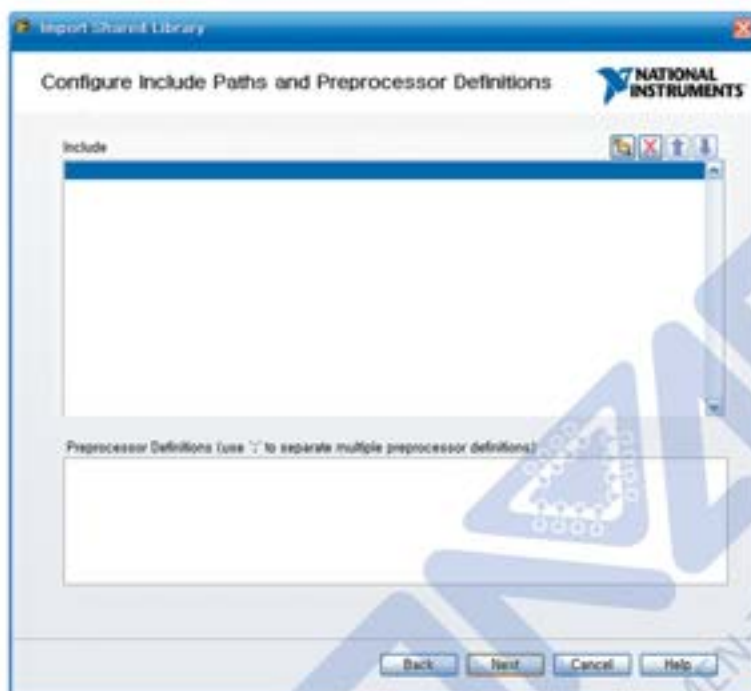 Import Shared Library
Configure Include Paths and Preprocessor Definitions
NATIONAL
INSTRUMENTS
Include
Preprocessor Definitions (use ';' to separate multiple preprocessor definitions)
Back
Next
Cancel
Help